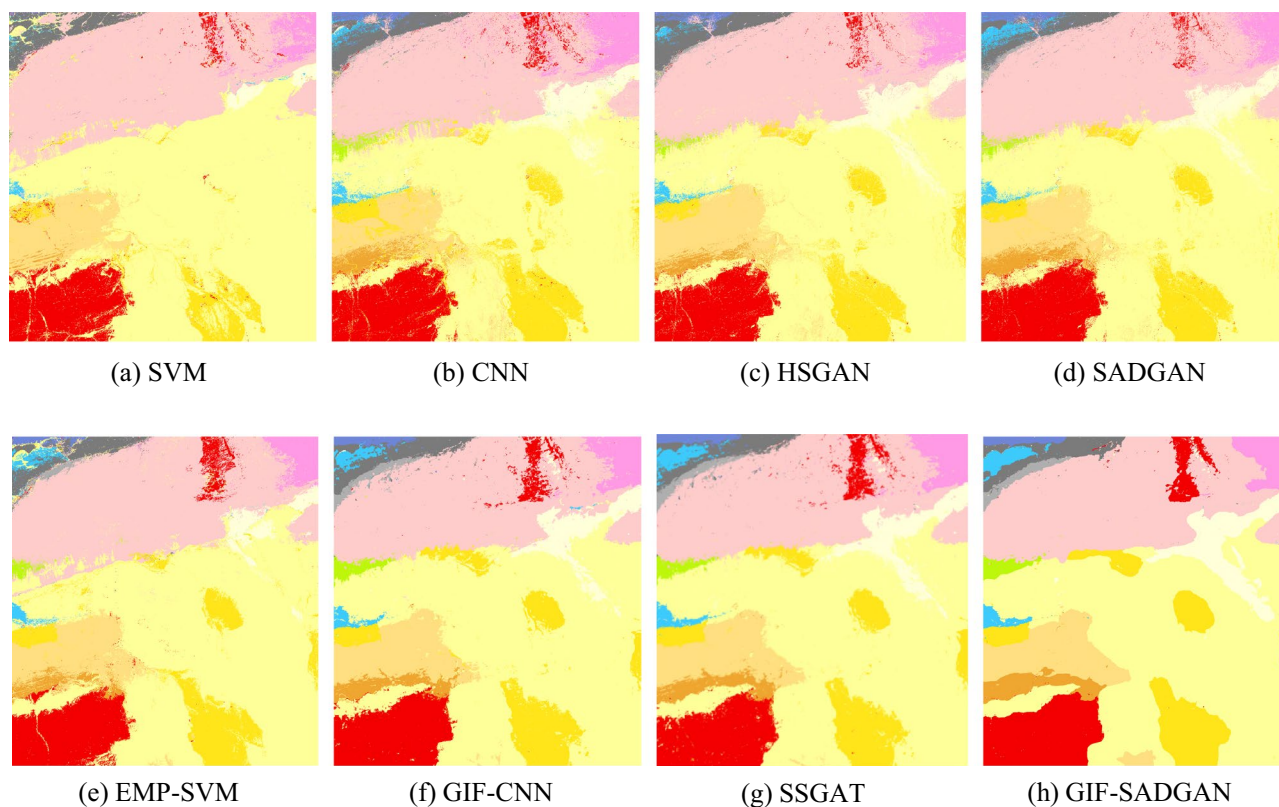 (a) SVM (b) CNN (c) HSGAN (d) SADGAN
(e) EMP-SVM (f) GIF-CNN (g) SSGAT (h) GIF-SADGAN